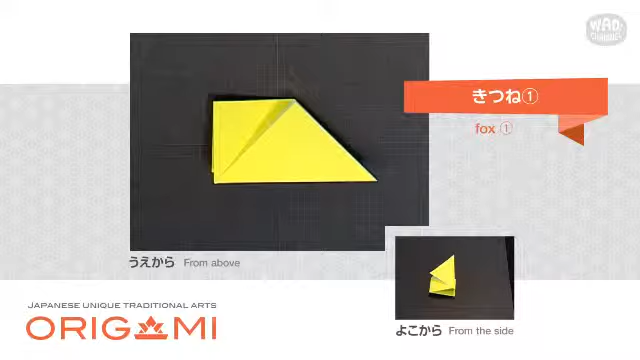 WAO!
CHANNEL
きつね①
fox ①
うえから From above
よこから From the side
JAPANESE UNIQUE TRADITIONAL ARTS
ORIGAMI